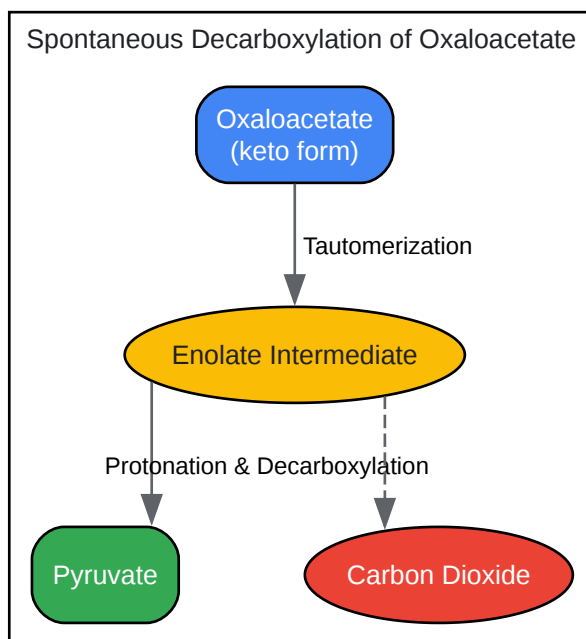 Spontaneous Decarboxylation of Oxaloacetate
Oxaloacetate
(keto form)
Tautomerization
Enolate Intermediate
Protonation & Decarboxylation
Pyruvate
Carbon Dioxide